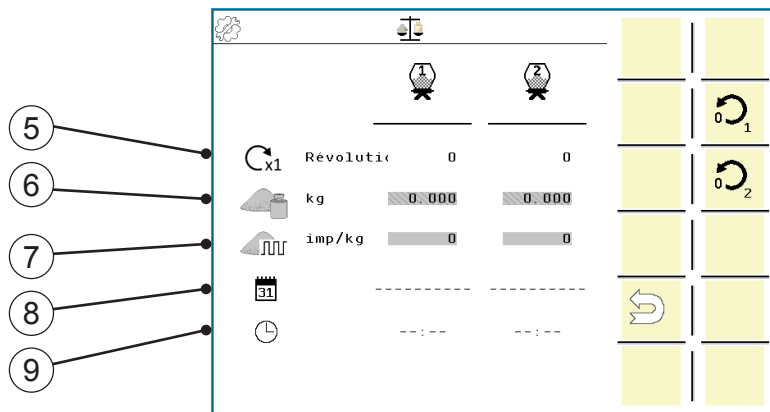 1 2
0 1
5 x1 Révoluti 0 0
6 kg 0.000 0.000
0 2
7 imp/kg 0 0
8 31 --------- ---------
9 --:-- --:--